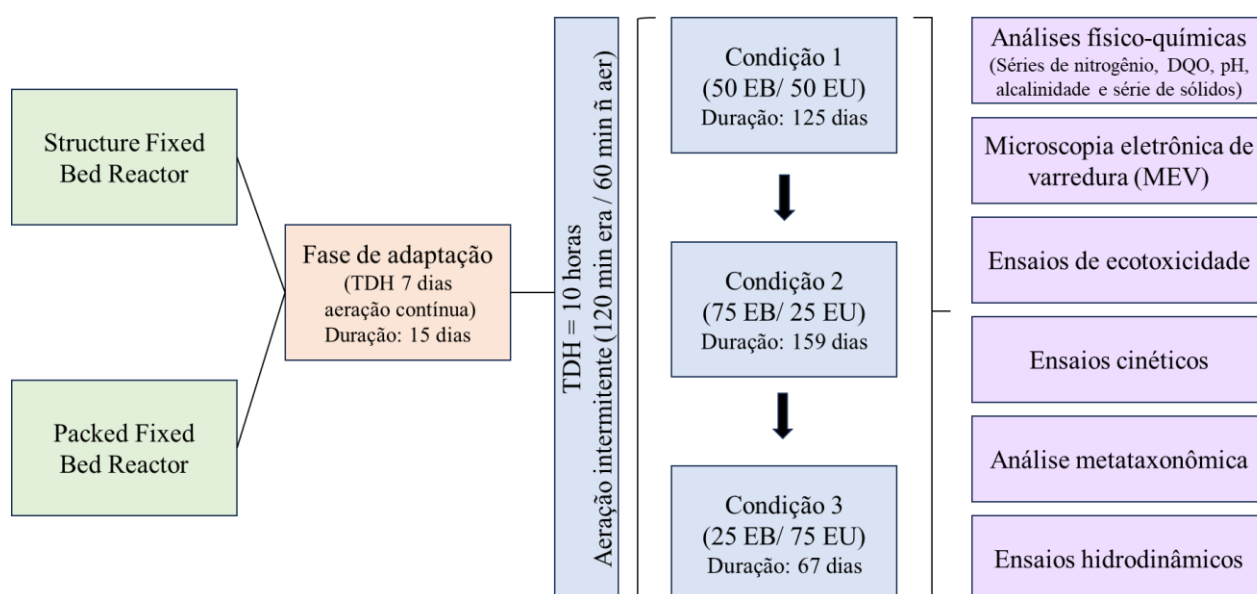 Structure Fixed
Bed Reactor
Packed Fixed
Bed Reactor
Fase de adaptação
(TDH 7 dias
aeração contínua)
Duração: 15 dias
TDH = 10 horas
Aeração intermitente (120 min era / 60 min ñ aer)
Condição 1
(50 EB/ 50 EU)
Duração: 125 dias
Condição 2
(75 EB/ 25 EU)
Duração: 159 dias
Condição 3
(25 EB/ 75 EU)
Duração: 67 dias
Análises físico-químicas
(Séries de nitrogênio, DQO, pH,
alcalinidade e série de sólidos)
Microscopia eletrônica de
varredura (MEV)
Ensaios de ecotoxicidade
Ensaios cinéticos
Análise metataxonômica
Ensaios hidrodinâmicos